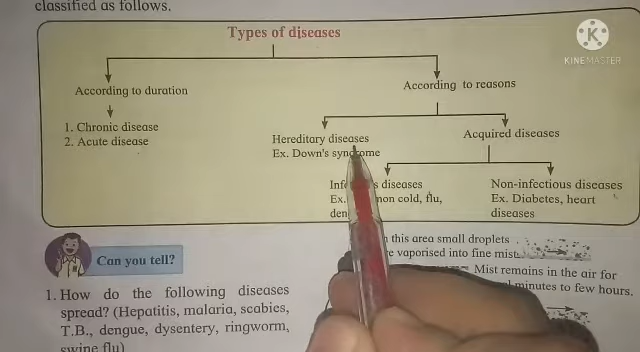 classified as follows.
K
KINEMASTER
Types of diseases
According to duration
According to reasons
1. Chronic disease
2. Acute disease
Hereditary diseases
Ex. Down's syndrome
Acquired diseases
diseases
Ex. cold, flu,
Non-infectious diseases
Ex. Diabetes, heart
diseases
Can you tell?
this area small droplets
vaporised into fine mist
Mist remains in the air for
minutes to few hours.
1. How do the following diseases
spread? (Hepatitis, malaria, scabies,
T.B., dengue, dysentery, ringworm,
swine flu)